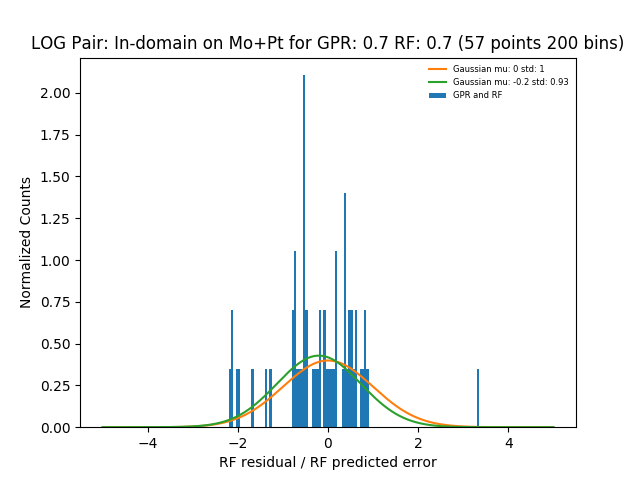 LOG Pair: In-domain on Mo+Pt for GPR: 0.7 RF: 0.7 (57 points 200 bins)
Gaussian mu: 0 std: 1
Gaussian mu: -0.2 std: 0.93
GPR and RF
Normalized Counts
2.00
1.75
1.50
1.25
1.00
0.75
0.50
0.25
0.00
−4
−2
0
2
4
RF residual / RF predicted error